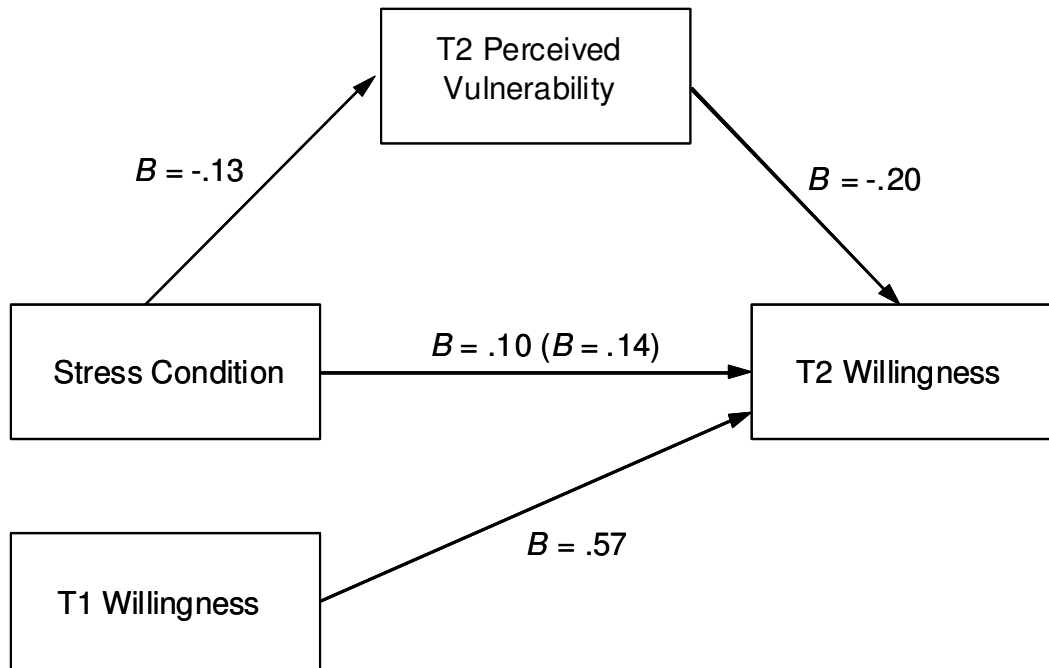 T2 Perceived
Vulnerability
B = -.13
B = -.20
Stress Condition
B = .10 (B = .14)
T2 Willingness
B = .57
T1 Willingness